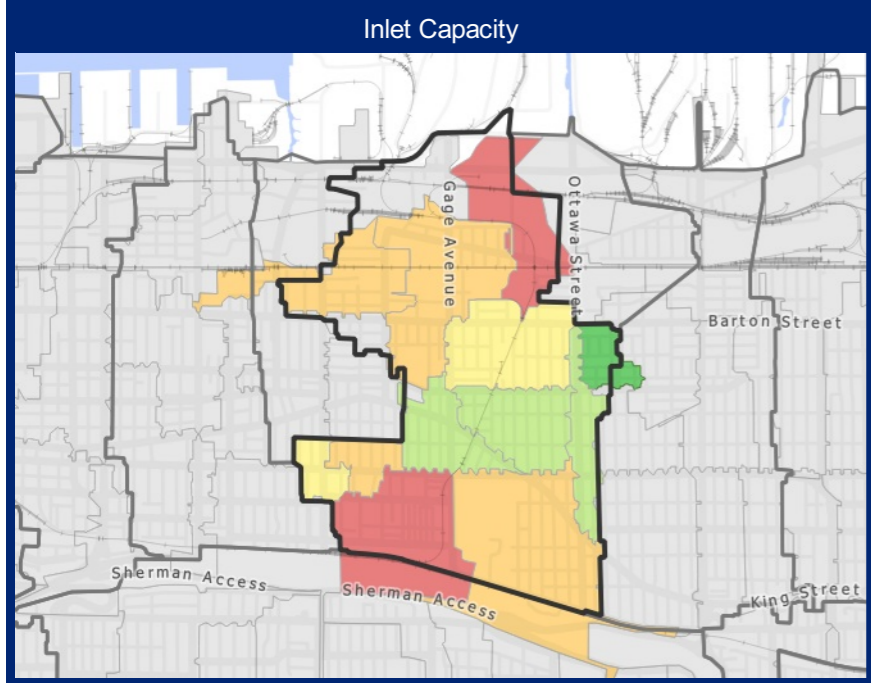 Inlet Capacity
Gage Avenue
Ottawa Street
Barton Street
Sherman Access
Sherman Access
King Street